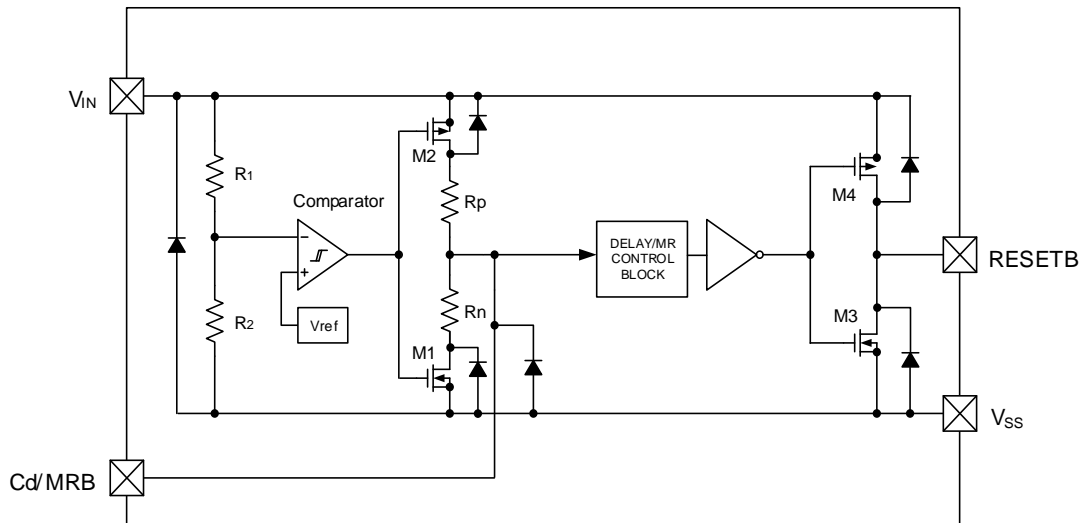 VIN
R1
R2
Comparator
−
+
Vref
M2
Rp
Rn
M1
DELAY/MR
CONTROL
BLOCK
M4
M3
RESETB
VSS
Cd/MRB